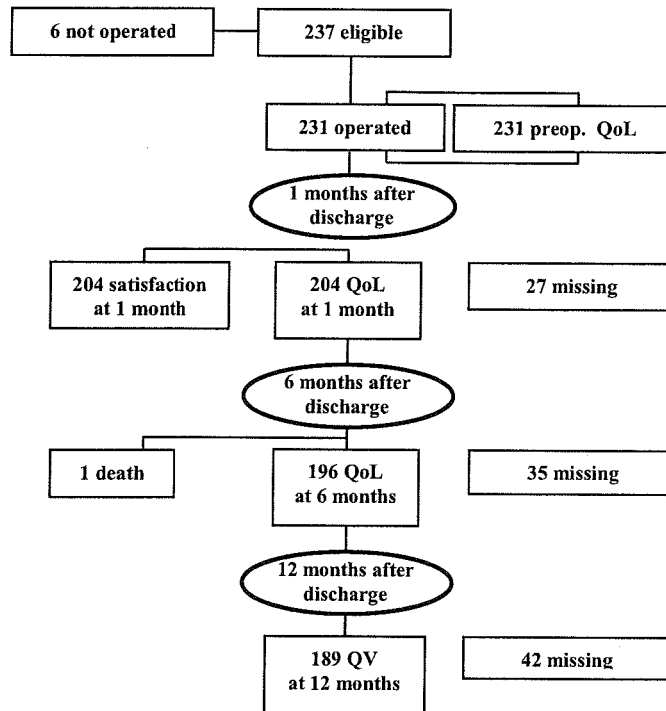 6 not operated
237 eligible
231 operated
231 preop. QoL
1 months after
discharge
204 satisfaction
at 1 month
204 QoL
at 1 month
27 missing
6 months after
discharge
1 death
196 QoL
at 6 months
35 missing
12 months after
discharge
189 QV
at 12 months
42 missing